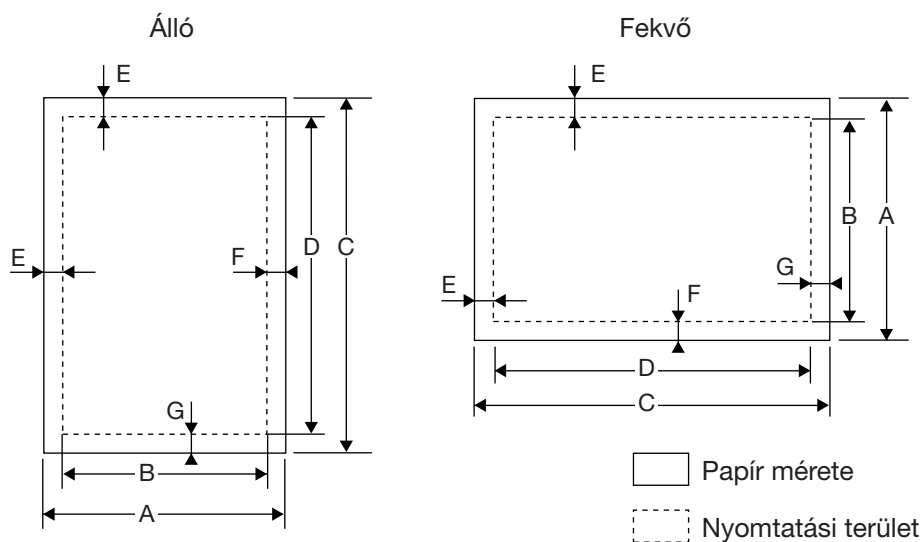 Álló
E
E
F
D
C
G
B
A
Fekvő
E
B
A
G
E
F
D
C
Papír mérete
Nyomtatási terület